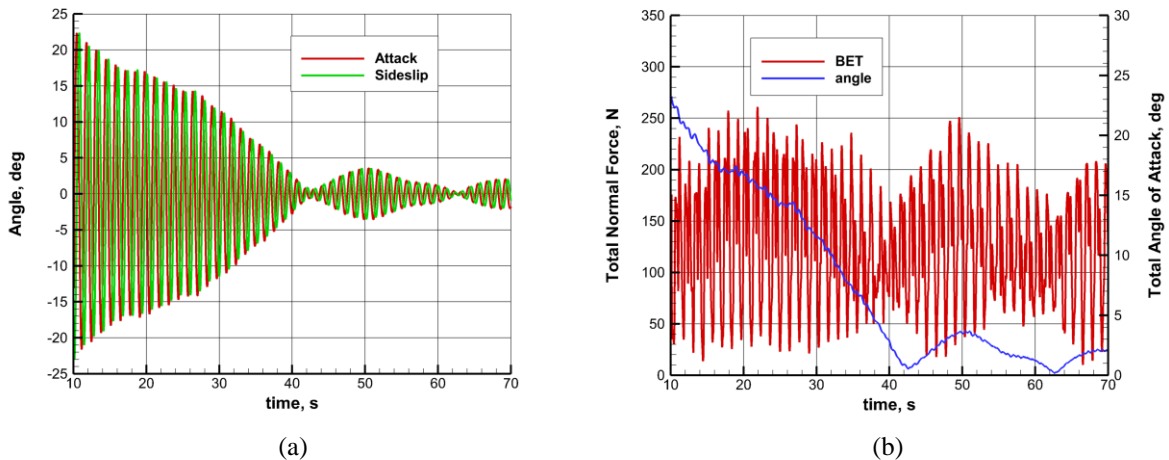 25
20
15
10
5
0
-5
-10
-15
-20
-25
Angle, deg
10 20 30 40 50 60 70
time, s
Attack
Sideslip
(a)
350
300
250
200
150
100
50
0
Total Normal Force, N
10 20 30 40 50 60 70
time, s
BET
angle
30
25
20
15
10
5
0
Total Angle of Attack, deg
(b)